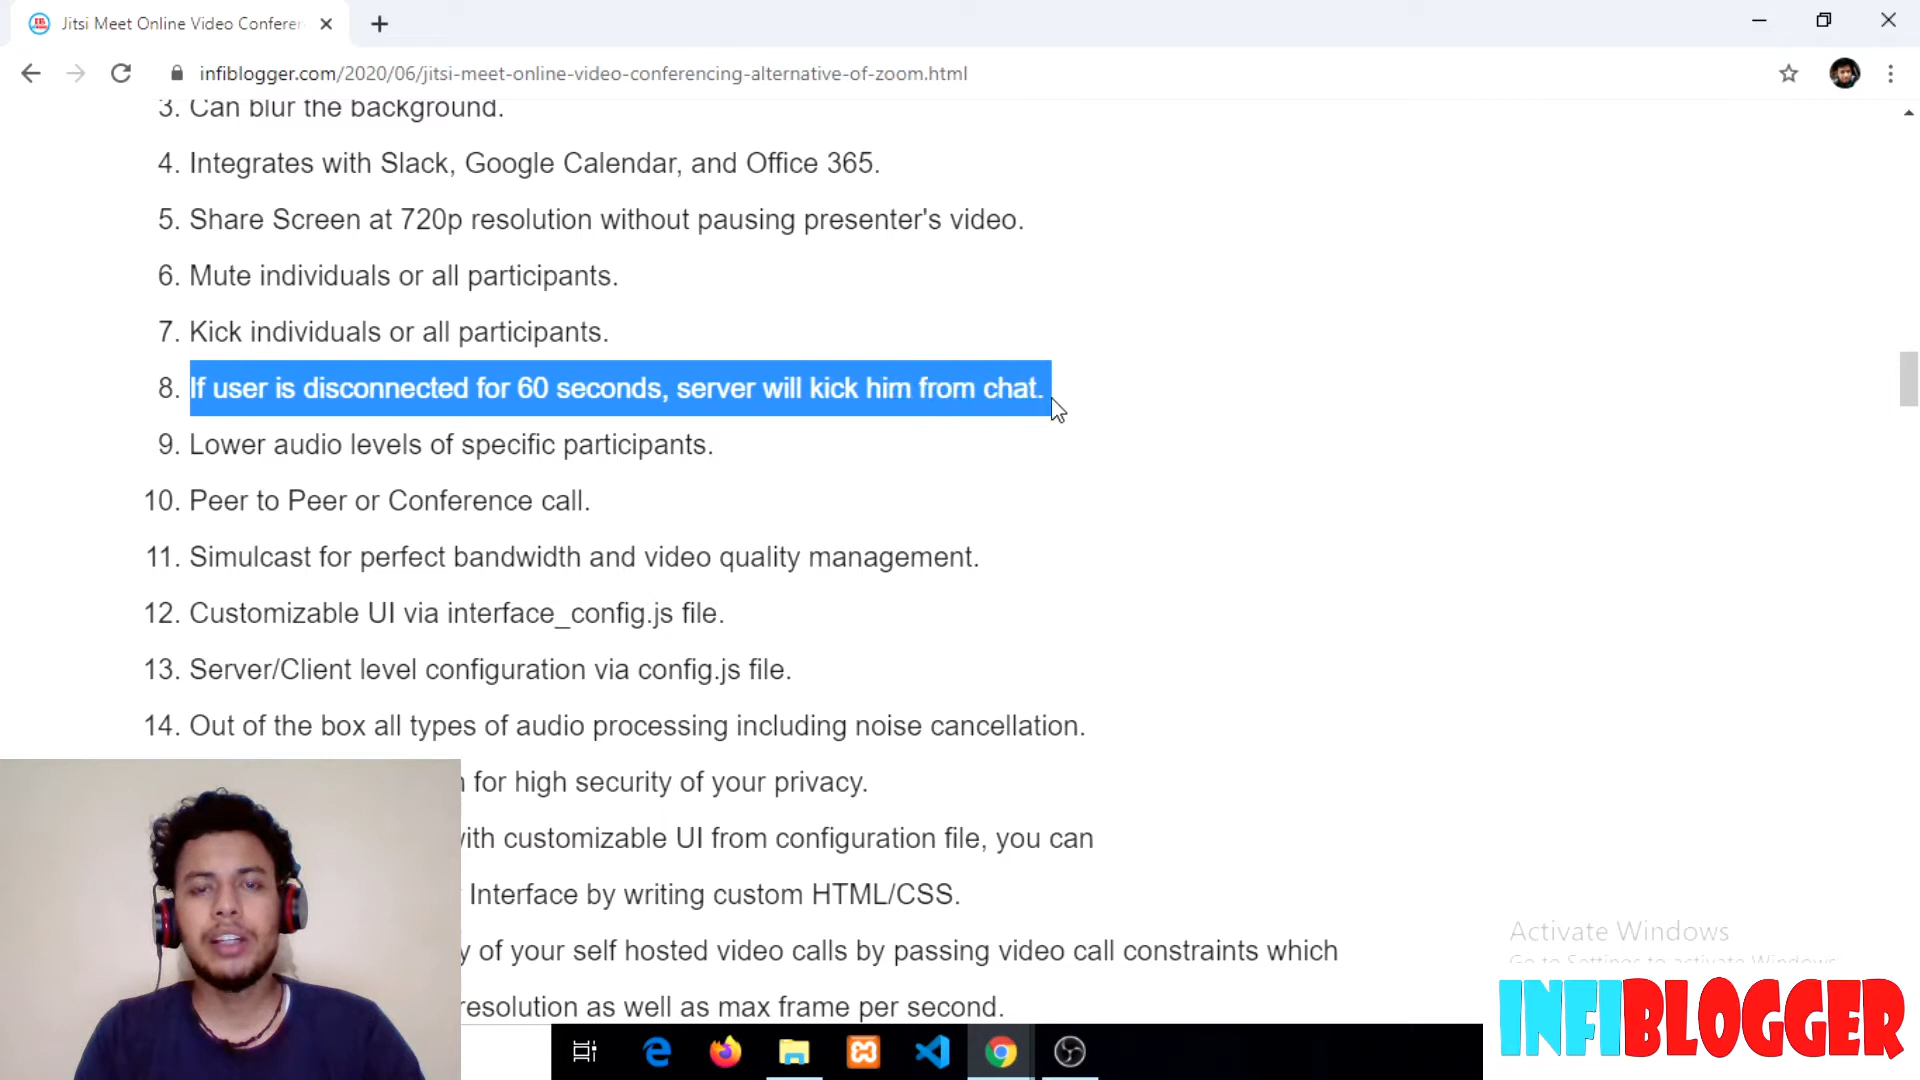 Jitsi Meet Online Video Conferen
infiblogger.com/2020/06/jitsi-meet-online-video-conferencing-alternative-of-zoom.html
3. Can blur the background.
4. Integrates with Slack, Google Calendar, and Office 365.
5. Share Screen at 720p resolution without pausing presenter's video.
6. Mute individuals or all participants.
7. Kick individuals or all participants.
8. If user is disconnected for 60 seconds, server will kick him from chat.
9. Lower audio levels of specific participants.
10. Peer to Peer or Conference call.
11. Simulcast for perfect bandwidth and video quality management.
12. Customizable UI via interface_config.js file.
13. Server/Client level configuration via config.js file.
14. Out of the box all types of audio processing including noise cancellation.
for high security of your privacy.
with customizable UI from configuration file, you can
Interface by writing custom HTML/CSS.
of your self hosted video calls by passing video call constraints which
resolution as well as max frame per second.
Activate Windows
Go to Settings to activate Windows.
INFIBLOGGER